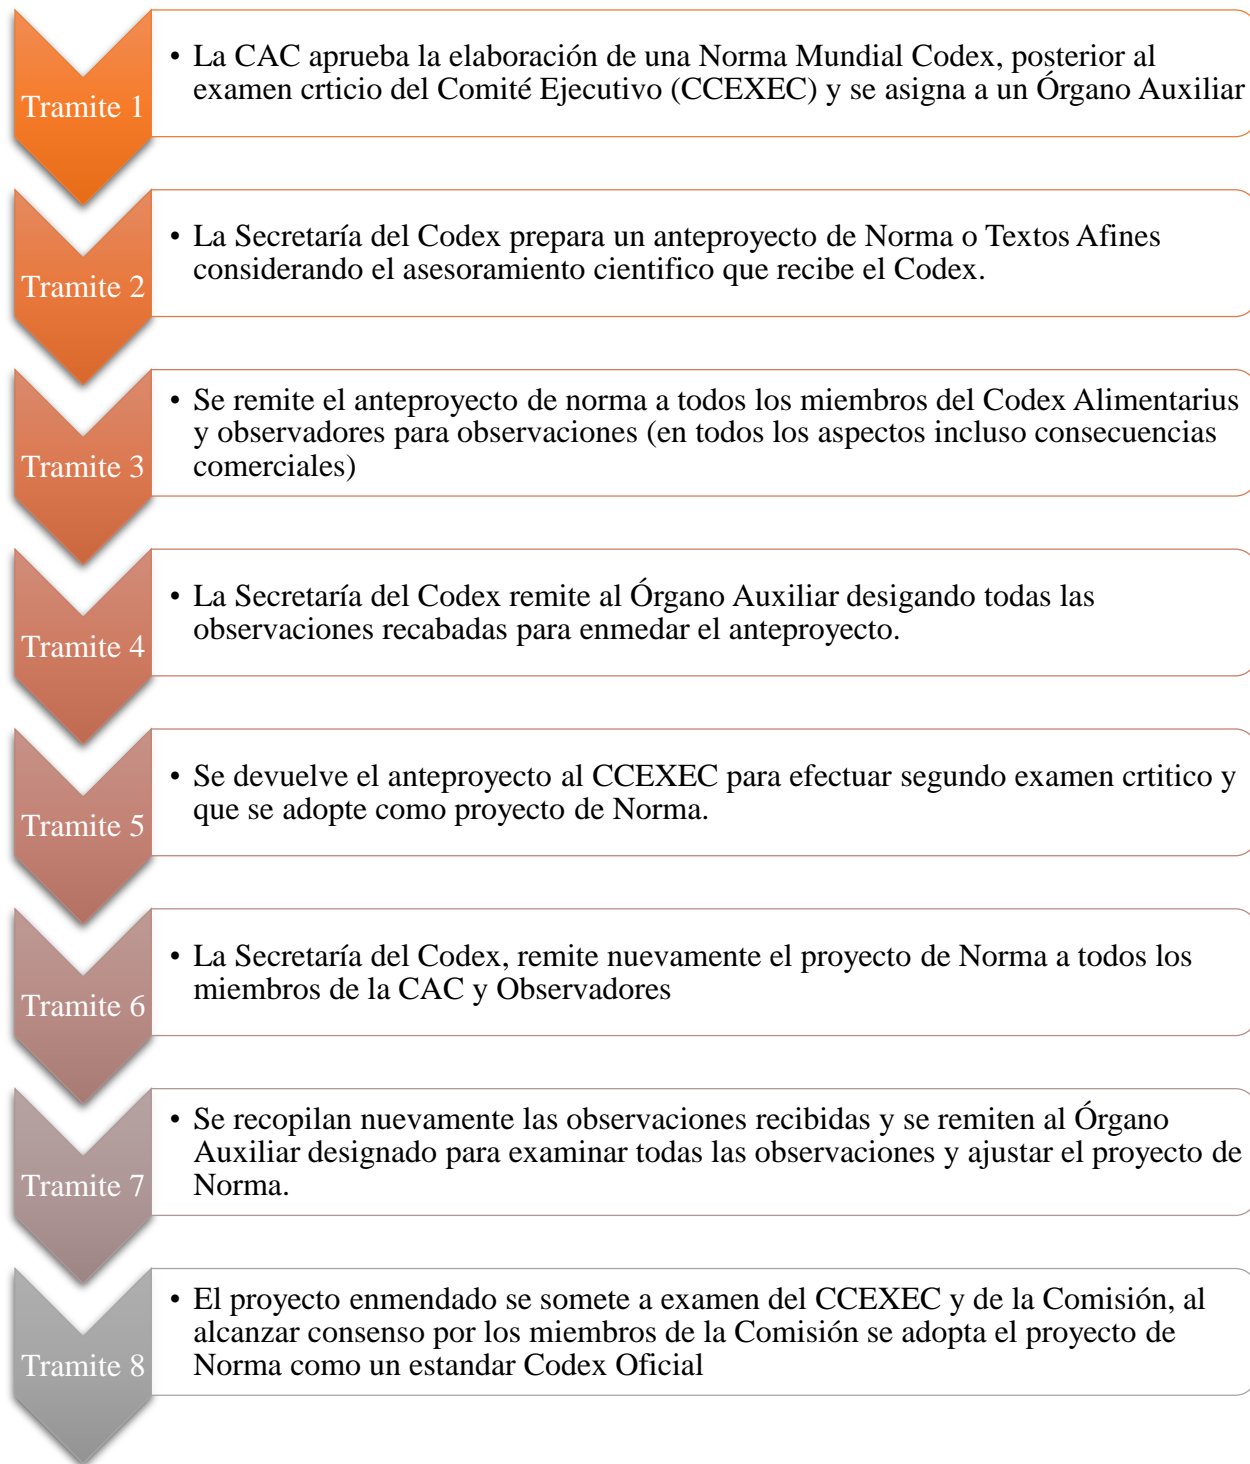 Tramite 1
• La CAC aprueba la elaboración de una Norma Mundial Codex, posterior al
examen crticio del Comité Ejecutivo (CCEXEC) y se asigna a un Órgano Auxiliar
Tramite 2
• La Secretaría del Codex prepara un anteproyecto de Norma o Textos Afines
considerando el asesoramiento cientifico que recibe el Codex.
Tramite 3
• Se remite el anteproyecto de norma a todos los miembros del Codex Alimentarius
y observadores para observaciones (en todos los aspectos incluso consecuencias
comerciales)
Tramite 4
• La Secretaría del Codex remite al Órgano Auxiliar desigando todas las
observaciones recabadas para enmedar el anteproyecto.
Tramite 5
• Se devuelve el anteproyecto al CCEXEC para efectuar segundo examen crtitico y
que se adopte como proyecto de Norma.
Tramite 6
• La Secretaría del Codex, remite nuevamente el proyecto de Norma a todos los
miembros de la CAC y Observadores
Tramite 7
• Se recopilan nuevamente las observaciones recibidas y se remiten al Órgano
Auxiliar designado para examinar todas las observaciones y ajustar el proyecto de
Norma.
Tramite 8
• El proyecto enmendado se somete a examen del CCEXEC y de la Comisión, al
alcanzar consenso por los miembros de la Comisión se adopta el proyecto de
Norma como un estandar Codex Oficial